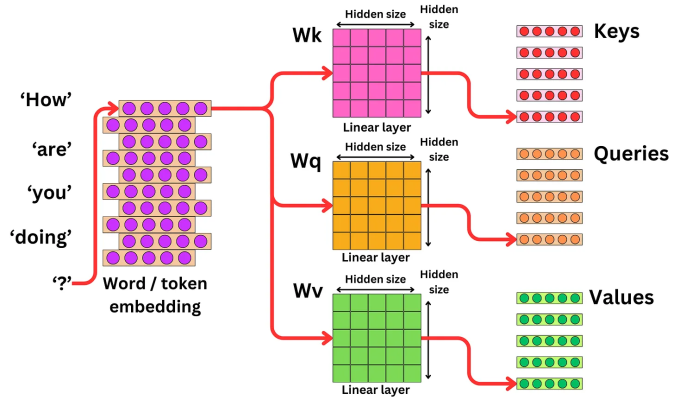 ‘How’
‘are’
‘you’
‘doing’
‘?’
Word / token
embedding
Wk
Hidden size
Hidden
size
Linear layer
Wq
Hidden size
Hidden
size
Linear layer
Wv
Hidden size
Hidden
size
Linear layer
Keys
Queries
Values